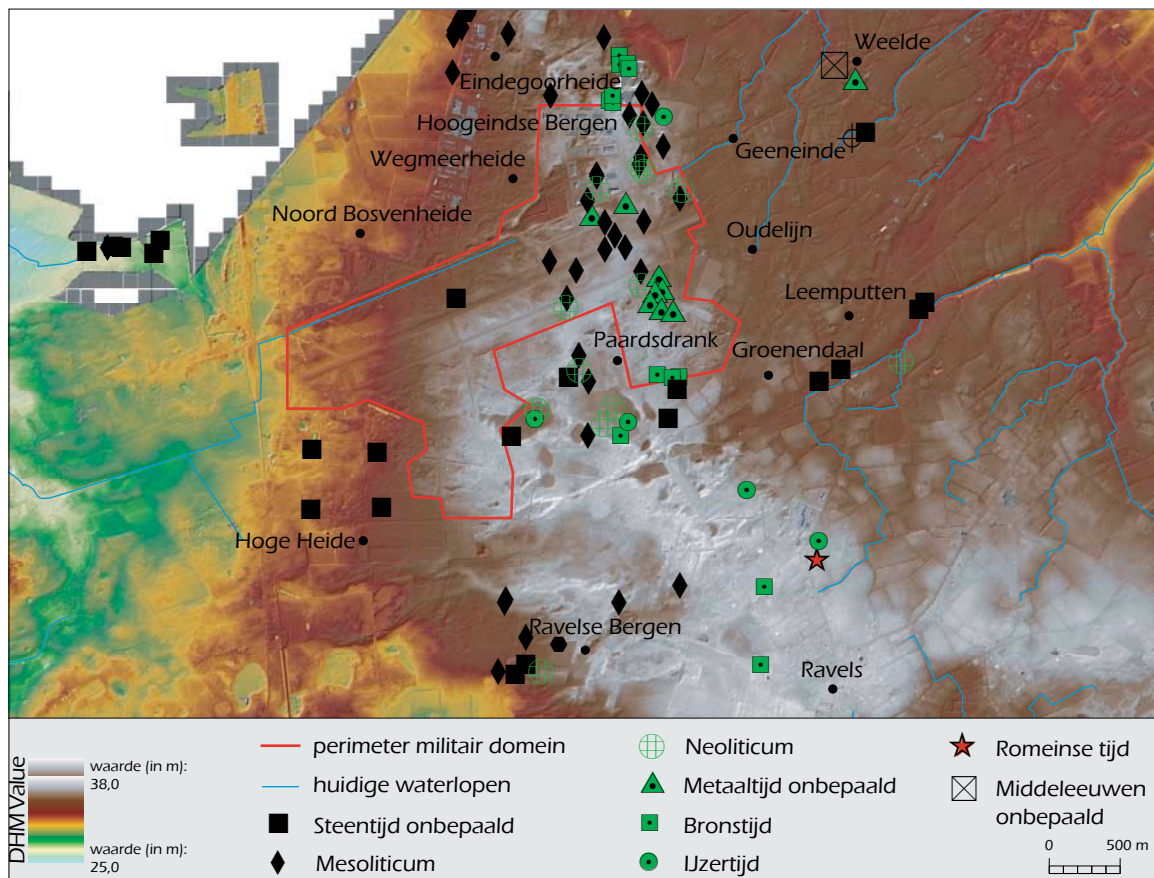 Weelde
Eindegoorheide
Hoogeindse Bergen
Geeneinde
Wegmeerheide
Noord Bosvenheide
Oudelijn
Leemputten
Paardsdrank
Groenendaal
Hoge Heide
Ravelse Bergen
Ravels
DHM Value
waarde (in m):
38,0
waarde (in m):
25,0
perimeter militair domein
huidige waterlopen
Steentijd onbepaald
Mesoliticum
Neoliticum
Metaaltijd onbepaald
Bronstijd
IJzertijd
Romeinse tijd
Middeleeuwen
onbepaald
0 500 m